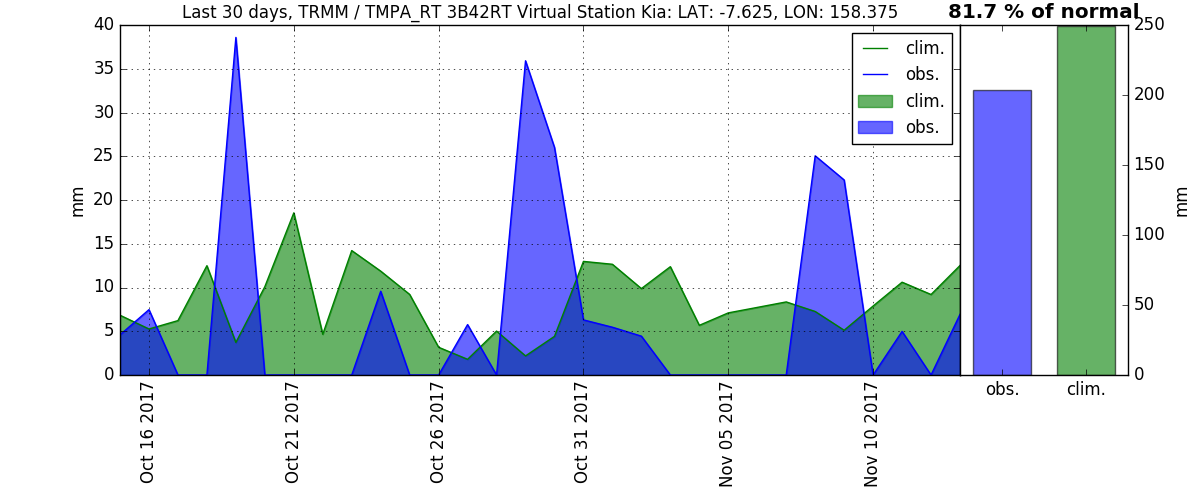 Last 30 days, TRMM / TMPA_RT 3B42RT Virtual Station Kia: LAT: -7.625, LON: 158.375
81.7 % of normal
mm
40
35
30
25
20
15
10
5
0
clim.
obs.
clim.
obs.
Oct 16 2017
Oct 21 2017
Oct 26 2017
Oct 31 2017
Nov 05 2017
Nov 10 2017
250
200
150
100
50
0
mm
obs.
clim.